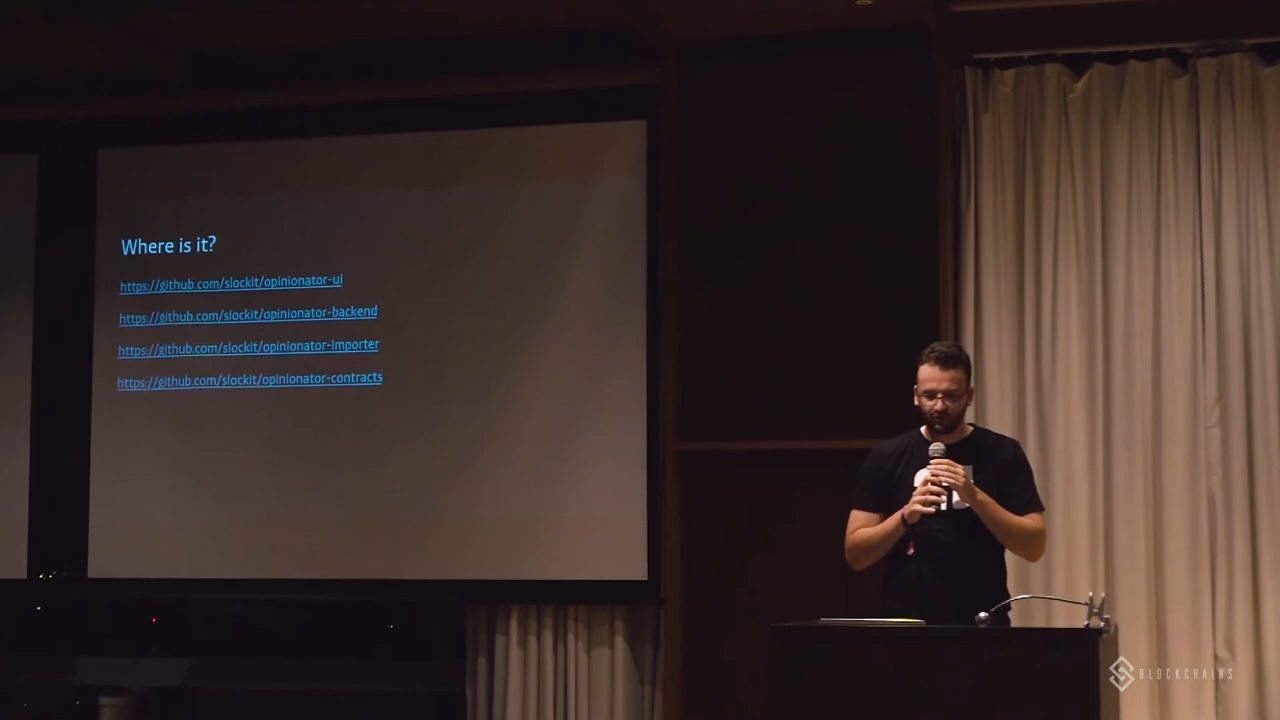 Where is it?
https://github.com/slockit/opinionator-ui
https://github.com/slockit/opinionator-backend
https://github.com/slockit/opinionator-importer
https://github.com/slockit/opinionator-contracts
BLOCKCHAINS